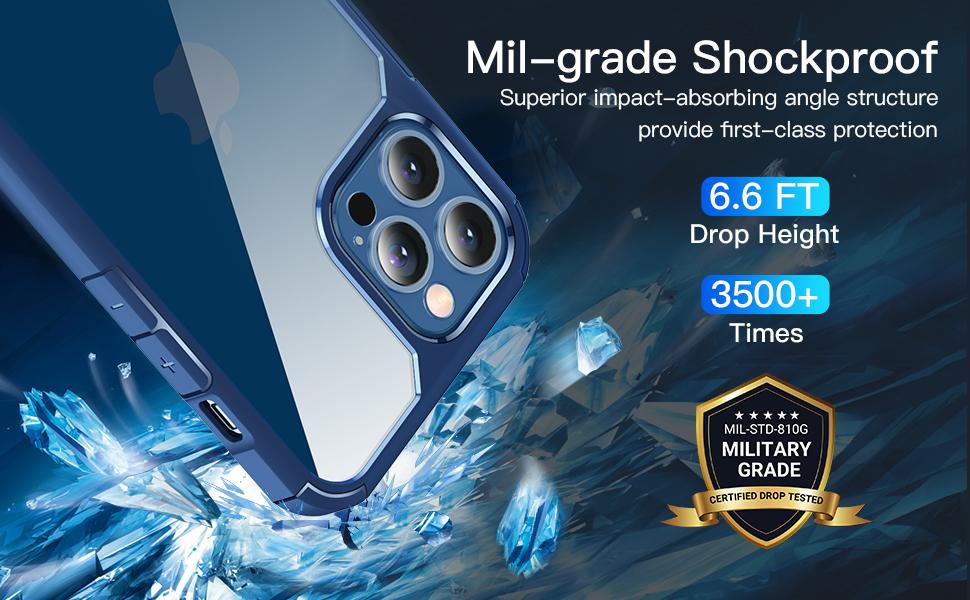 Mil-grade Shockproof
Superior impact-absorbing angle structure
provide first-class protection
6.6 FT
Drop Height
3500+
Times
MIL-STD-810G
MILITARY
GRADE
CERTIFIED DROP TESTED
- 
+